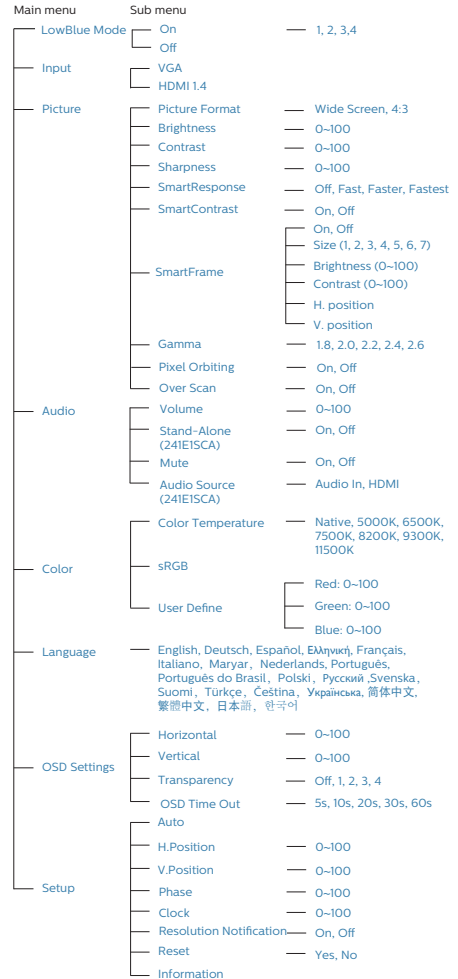 Main menu Sub menu
LowBlue Mode On 1, 2, 3,4
Off
Input VGA
HDMI 1.4
Picture Picture Format Wide Screen, 4:3
Brightness 0~100
Contrast 0~100
Sharpness 0~100
SmartResponse Off, Fast, Faster, Fastest
SmartContrast On, Off
On, Off
Size (1, 2, 3, 4, 5, 6, 7)
Brightness (0~100)
SmartFrame
Contrast (0~100)
H. position
V. position
Gamma 1.8, 2.0, 2.2, 2.4, 2.6
Pixel Orbiting On, Off
Over Scan On, Off
Audio Volume 0~100
Stand-Alone On, Off
(241E1SCA)
Mute On, Off
Audio Source Audio In, HDMI
(241E1SCA)
Color Color Temperature Native, 5000K, 6500K,
7500K, 8200K, 9300K,
11500K
sRGB
Red: 0~100
User Define Green: 0~100
Blue: 0~100
Language English, Deutsch, Español, Ελληνική, Français,
Italiano, Maryar, Nederlands, Português,
Português do Brasil, Polski, Русский ,Svenska,
Suomi, Türkçe, Čeština, Українська, 简体中文,
繁體中文, 日本語, 한국어
Horizontal 0~100
Vertical 0~100
OSD Settings
Transparency Off, 1, 2, 3, 4
OSD Time Out 5s, 10s, 20s, 30s, 60s
Auto
H.Position 0~100
V.Position 0~100
Setup Phase 0~100
Clock 0~100
Resolution Notification On, Off
Reset Yes, No
Information